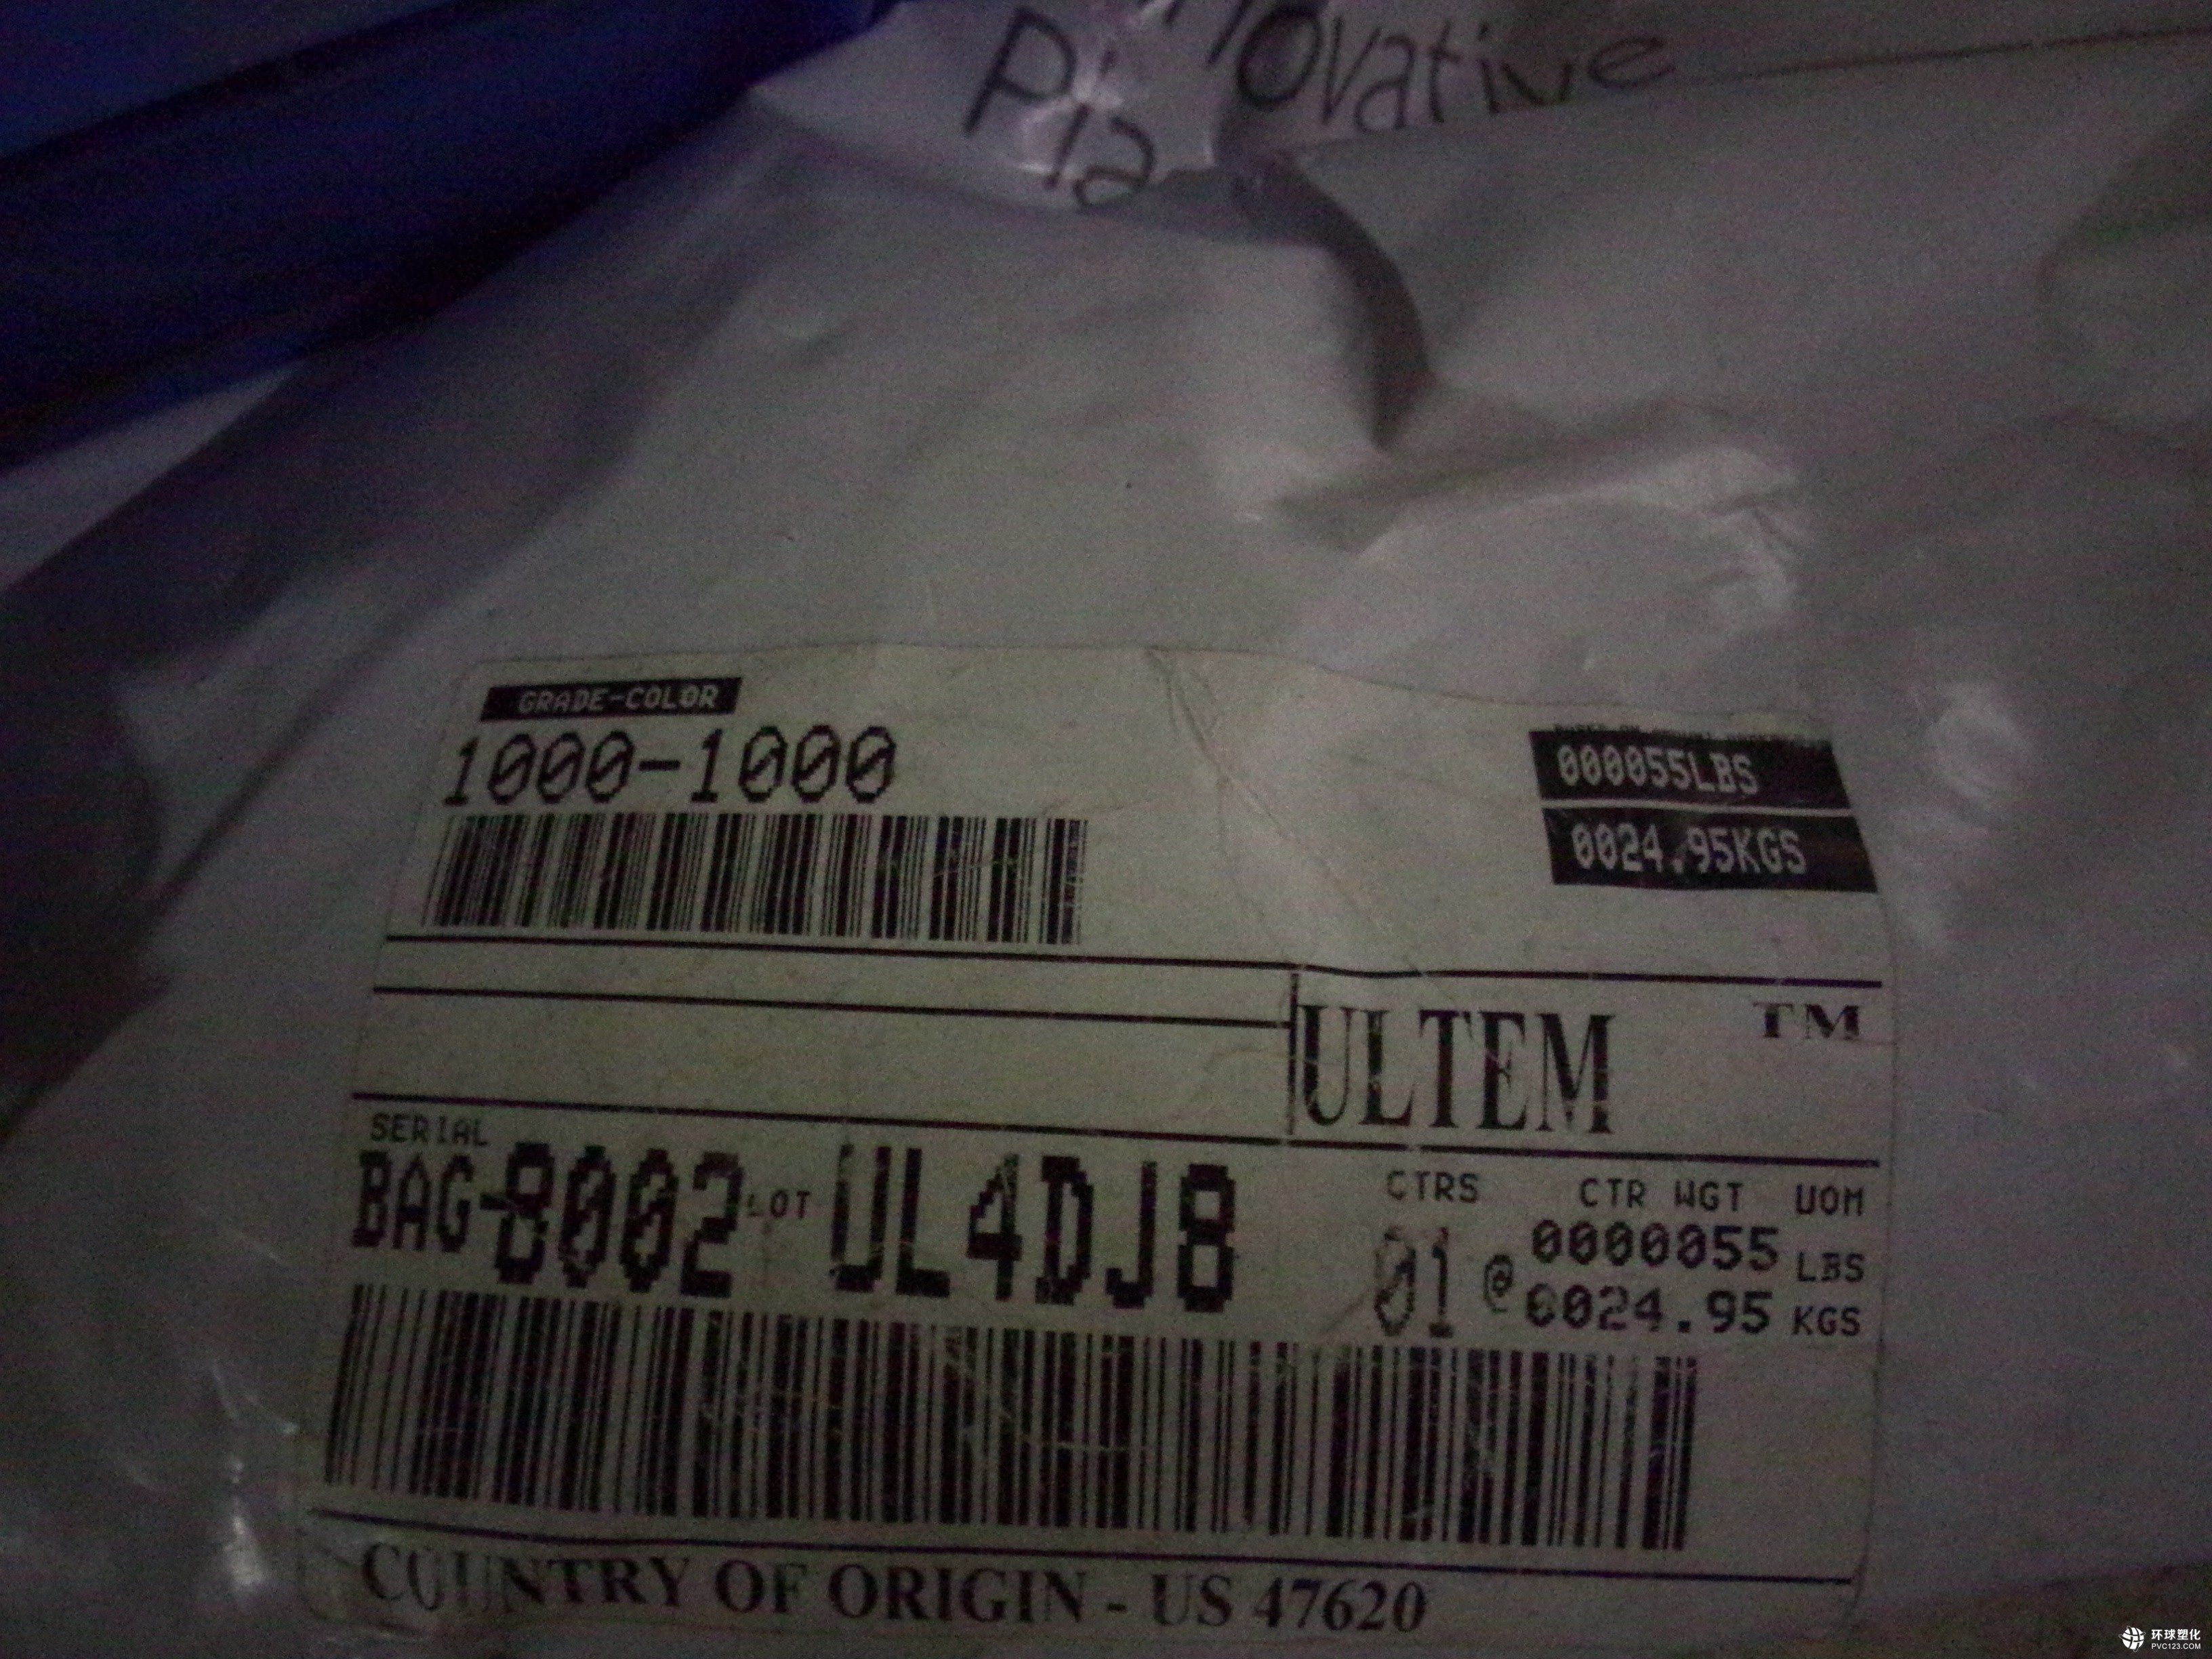 ovative
Pla
GRADE-COLOR
1000-1000
000055LBS
0024.95KGS
ULTEM TM
SERIAL
BAG-8002 LOT UL4DJ8
CTRS CTR WGT UOM
01 @ 0000055 LBS
0024.95 KGS
COUNTRY OF ORIGIN - US 47620
环球塑化
PVC123.COM